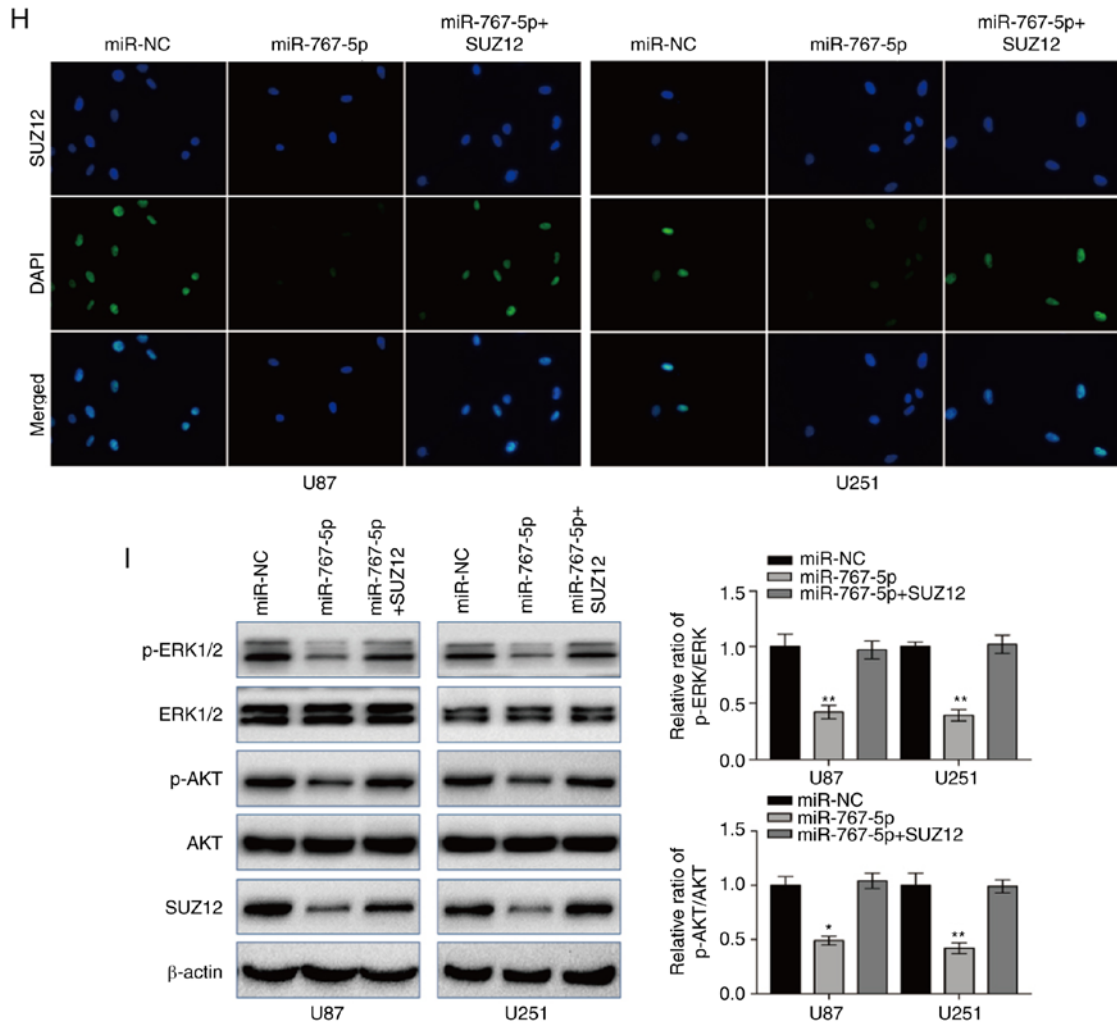 H
miR-NC
miR-767-5p
miR-767-5p+
SUZ12
miR-NC
miR-767-5p
miR-767-5p+
SUZ12
SUZ12
DAPI
Merged
U87
U251
I
miR-NC
miR-767-5p
miR-767-5p
+SUZ12
miR-NC
miR-767-5p
miR-767-5p+
SUZ12
p-ERK1/2
ERK1/2
p-AKT
AKT
SUZ12
β-actin
U87
U251
miR-NC
miR-767-5p
miR-767-5p+SUZ12
Relative ratio of
p-ERK/ERK
1.5
1.0
0.5
0.0
**
**
U87
U251
miR-NC
miR-767-5p
miR-767-5p+SUZ12
Relative ratio of
p-AKT/AKT
1.5
1.0
0.5
0.0
*
**
U87
U251